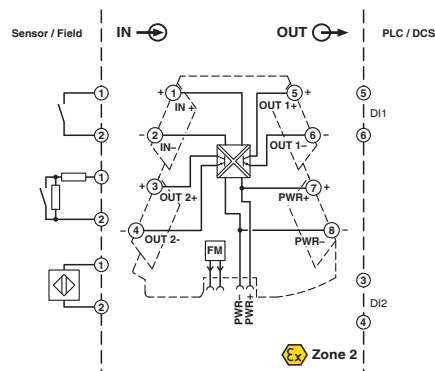 Sensor / Field
IN
OUT
PLC / DCS
1
+ 1
IN +
5 +
OUT 1+
5
DI1
2
– 2
IN–
6 –
OUT 1–
6
1
+ 3
OUT 2+
7 +
PWR+
2
– 4
OUT 2-
8 –
PWR–
1
FM
3
DI2
2
PWR–
PWR+
4
Ex Zone 2